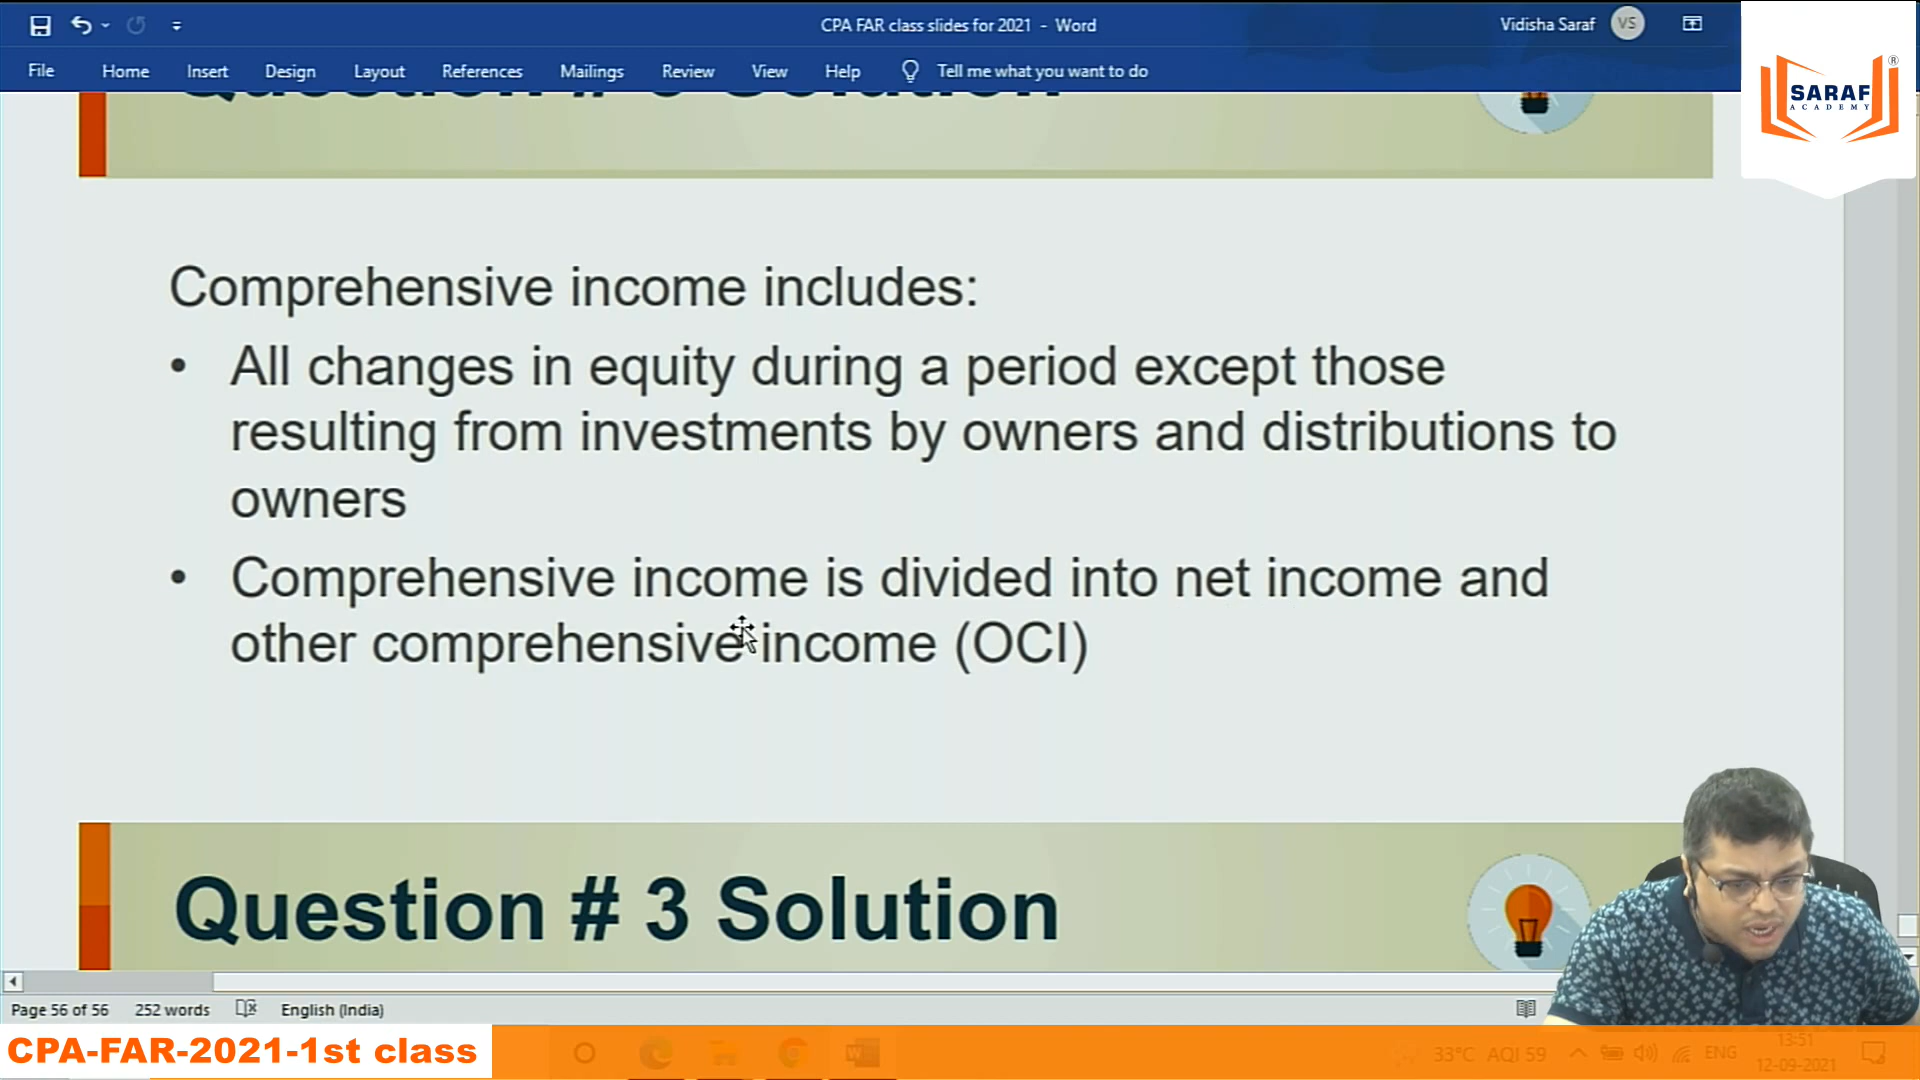 CPA FAR class slides for 2021 - Word
Vidisha Saraf
VS
File Home Insert Design Layout References Mailings Review View Help Tell me what you want to do
SARAF
ACADEMY
®
Question # 3 Solution
Comprehensive income includes:
• All changes in equity during a period except those
resulting from investments by owners and distributions to
owners
• Comprehensive income is divided into net income and
other comprehensive income (OCI)
Question # 3 Solution
Page 56 of 56 252 words English (India)
CPA-FAR-2021-1st class
33°C AQI 59 ENG
13:51
12-09-2021